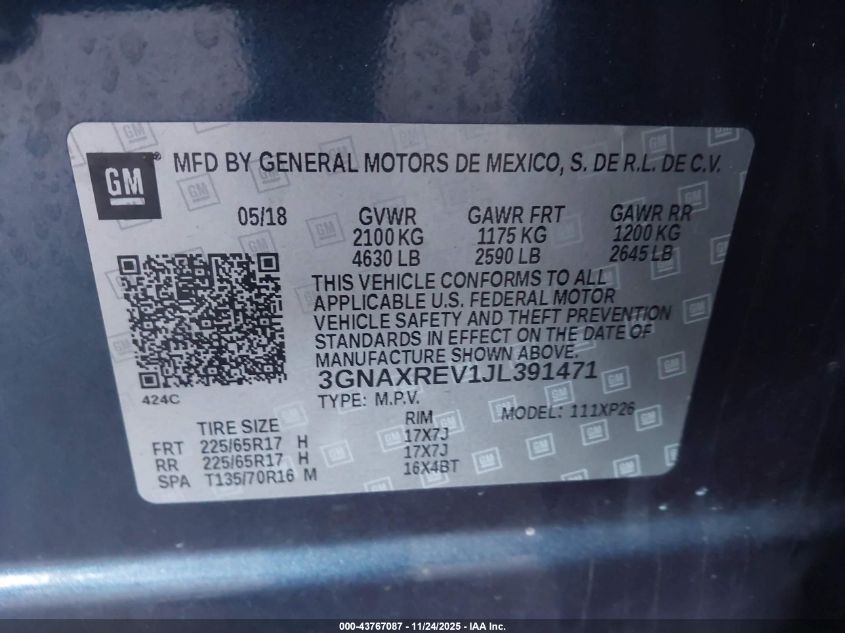 GM ® MFD BY GENERAL MOTORS DE MEXICO, S. DE R.L. DE C.V.
05/18 GVWR GAWR FRT GAWR RR
2100 KG 1175 KG 1200 KG
4630 LB 2590 LB 2645 LB
THIS VEHICLE CONFORMS TO ALL
APPLICABLE U.S. FEDERAL MOTOR
VEHICLE SAFETY AND THEFT PREVENTION
STANDARDS IN EFFECT ON THE DATE OF
MANUFACTURE SHOWN ABOVE.
3GNAXREV1JL391471
424C TYPE: M.P.V. MODEL: 111XP26
TIRE SIZE RIM
FRT 225/65R17 H 17X7J
RR 225/65R17 H 17X7J
SPA T135/70R16 M 16X4BT
000-43767087 - 11/24/2025 - IAA Inc.